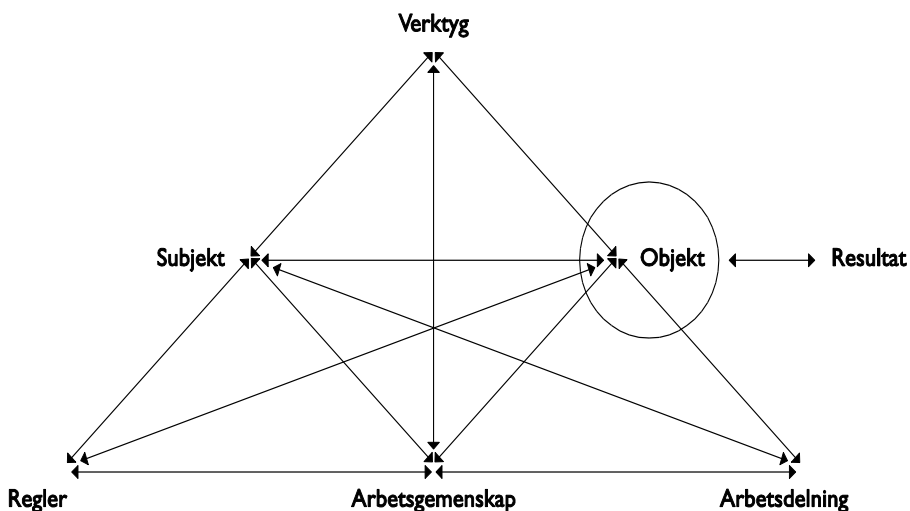 Verktyg
Subjekt Objekt Resultat
Regler Arbetsgemenskap Arbetsdelning